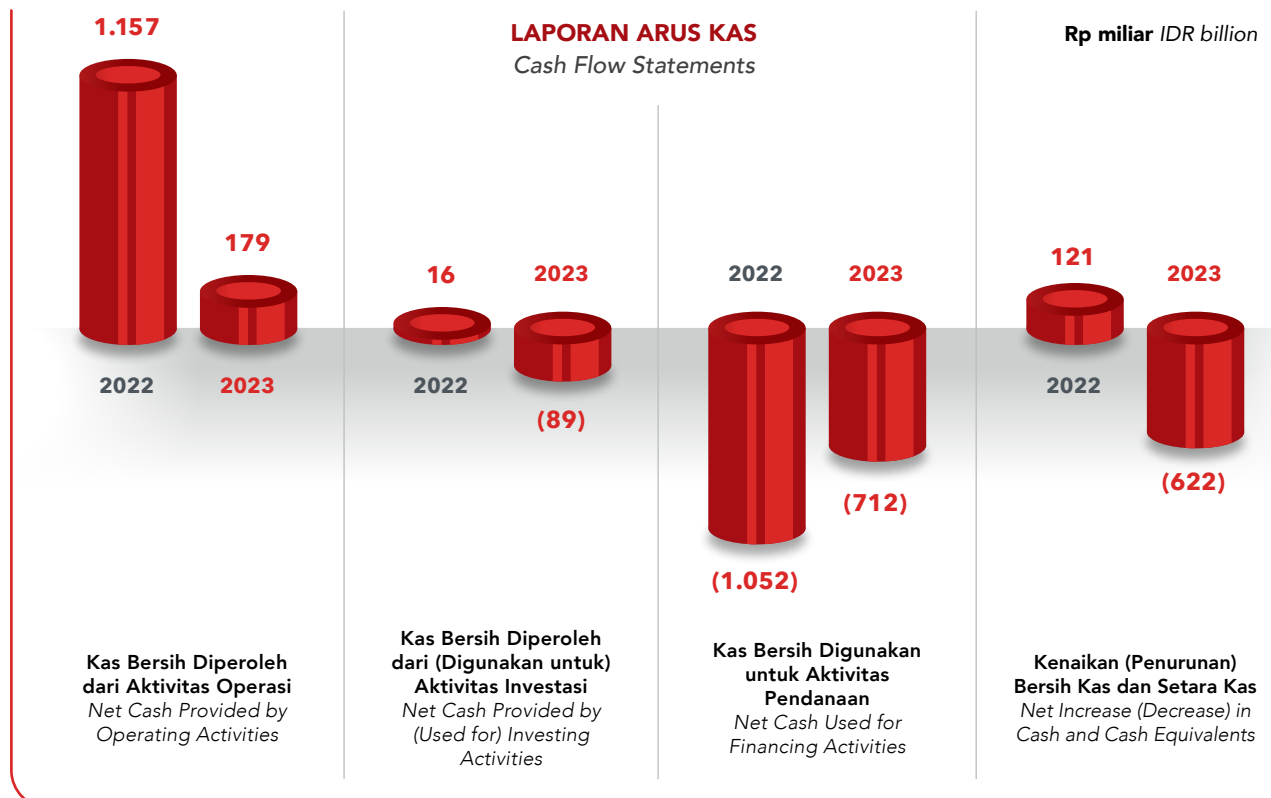 LAPORAN ARUS KAS
Cash Flow Statements
Rp miliar IDR billion
1.157
179
2022
2023
Kas Bersih Diperoleh
dari Aktivitas Operasi
Net Cash Provided by
Operating Activities
16
2023
2022
(89)
Kas Bersih Diperoleh
dari (Digunakan untuk)
Aktivitas Investasi
Net Cash Provided by
(Used for) Investing
Activities
2022
2023
(712)
(1.052)
Kas Bersih Digunakan
untuk Aktivitas
Pendanaan
Net Cash Used for
Financing Activities
121
2023
2022
(622)
Kenaikan (Penurunan)
Bersih Kas dan Setara Kas
Net Increase (Decrease) in
Cash and Cash Equivalents